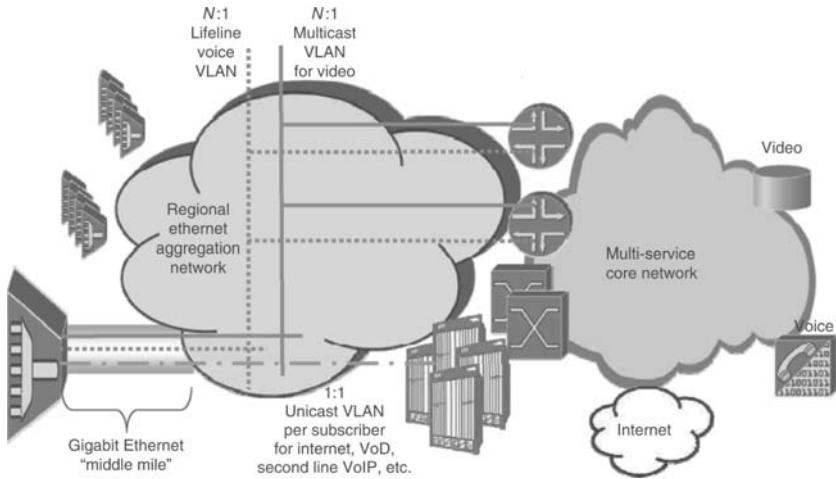 N:1
Lifeline
voice
VLAN
N:1
Multicast
VLAN
for video
Video
Regional
ethernet
aggregation
network
Multi-service
core network
Voice
1:1
Unicast VLAN
per subscriber
for internet, VoD,
second line VoIP, etc.
Gigabit Ethernet
“middle mile”
Internet